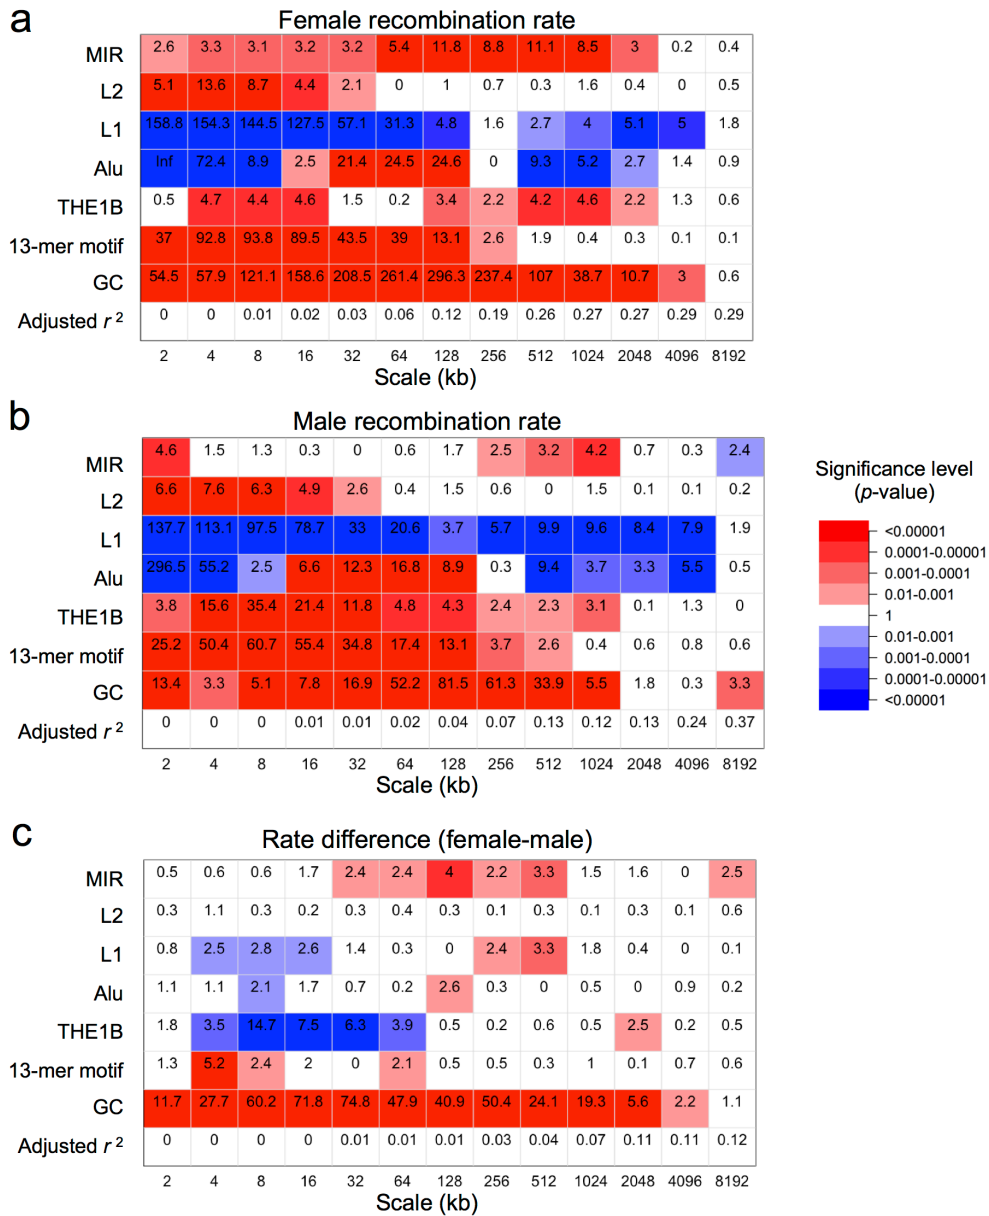 a
Female recombination rate
MIR 2.6 3.3 3.1 3.2 3.2 5.4 11.8 8.8 11.1 8.5 3 0.2 0.4
L2 5.1 13.6 8.7 4.4 2.1 0 1 0.7 0.3 1.6 0.4 0 0.5
L1 158.8 154.3 144.5 127.5 57.1 31.3 4.8 1.6 2.7 4 5.1 5 1.8
Alu Inf 72.4 8.9 2.5 21.4 24.5 24.6 0 9.3 5.2 2.7 1.4 0.9
THE1B 0.5 4.7 4.4 4.6 1.5 0.2 3.4 2.2 4.2 4.6 2.2 1.3 0.6
13-mer motif 37 92.8 93.8 89.5 43.5 39 13.1 2.6 1.9 0.4 0.3 0.1 0.1
GC 54.5 57.9 121.1 158.6 208.5 261.4 296.3 237.4 107 38.7 10.7 3 0.6
Adjusted r² 0 0 0.01 0.02 0.03 0.06 0.12 0.19 0.26 0.27 0.27 0.29 0.29
2 4 8 16 32 64 128 256 512 1024 2048 4096 8192
Scale (kb)
b
Male recombination rate
MIR 4.6 1.5 1.3 0.3 0 0.6 1.7 2.5 3.2 4.2 0.7 0.3 2.4
L2 6.6 7.6 6.3 4.9 2.6 0.4 1.5 0.6 0 1.5 0.1 0.1 0.2
L1 137.7 113.1 97.5 78.7 33 20.6 3.7 5.7 9.9 9.6 8.4 7.9 1.9
Alu 296.5 55.2 2.5 6.6 12.3 16.8 8.9 0.3 9.4 3.7 3.3 5.5 0.5
THE1B 3.8 15.6 35.4 21.4 11.8 4.8 4.3 2.4 2.3 3.1 0.1 1.3 0
13-mer motif 25.2 50.4 60.7 55.4 34.8 17.4 13.1 3.7 2.6 0.4 0.6 0.8 0.6
GC 13.4 3.3 5.1 7.8 16.9 52.2 81.5 61.3 33.9 5.5 1.8 0.3 3.3
Adjusted r² 0 0 0 0.01 0.01 0.02 0.04 0.07 0.13 0.12 0.13 0.24 0.37
2 4 8 16 32 64 128 256 512 1024 2048 4096 8192
Scale (kb)
Significance level
(p-value)
<0.00001
0.0001-0.00001
0.001-0.0001
0.01-0.001
1
0.01-0.001
0.001-0.0001
0.0001-0.00001
<0.00001
c
Rate difference (female-male)
MIR 0.5 0.6 0.6 1.7 2.4 2.4 4 2.2 3.3 1.5 1.6 0 2.5
L2 0.3 1.1 0.3 0.2 0.3 0.4 0.3 0.1 0.3 0.1 0.3 0.1 0.6
L1 0.8 2.5 2.8 2.6 1.4 0.3 0 2.4 3.3 1.8 0.4 0 0.1
Alu 1.1 1.1 2.1 1.7 0.7 0.2 2.6 0.3 0 0.5 0 0.9 0.2
THE1B 1.8 3.5 14.7 7.5 6.3 3.9 0.5 0.2 0.6 0.5 2.5 0.2 0.5
13-mer motif 1.3 5.2 2.4 2 0 2.1 0.5 0.5 0.3 1 0.1 0.7 0.6
GC 11.7 27.7 60.2 71.8 74.8 47.9 40.9 50.4 24.1 19.3 5.6 2.2 1.1
Adjusted r² 0 0 0 0 0.01 0.01 0.01 0.03 0.04 0.07 0.11 0.11 0.12
2 4 8 16 32 64 128 256 512 1024 2048 4096 8192
Scale (kb)